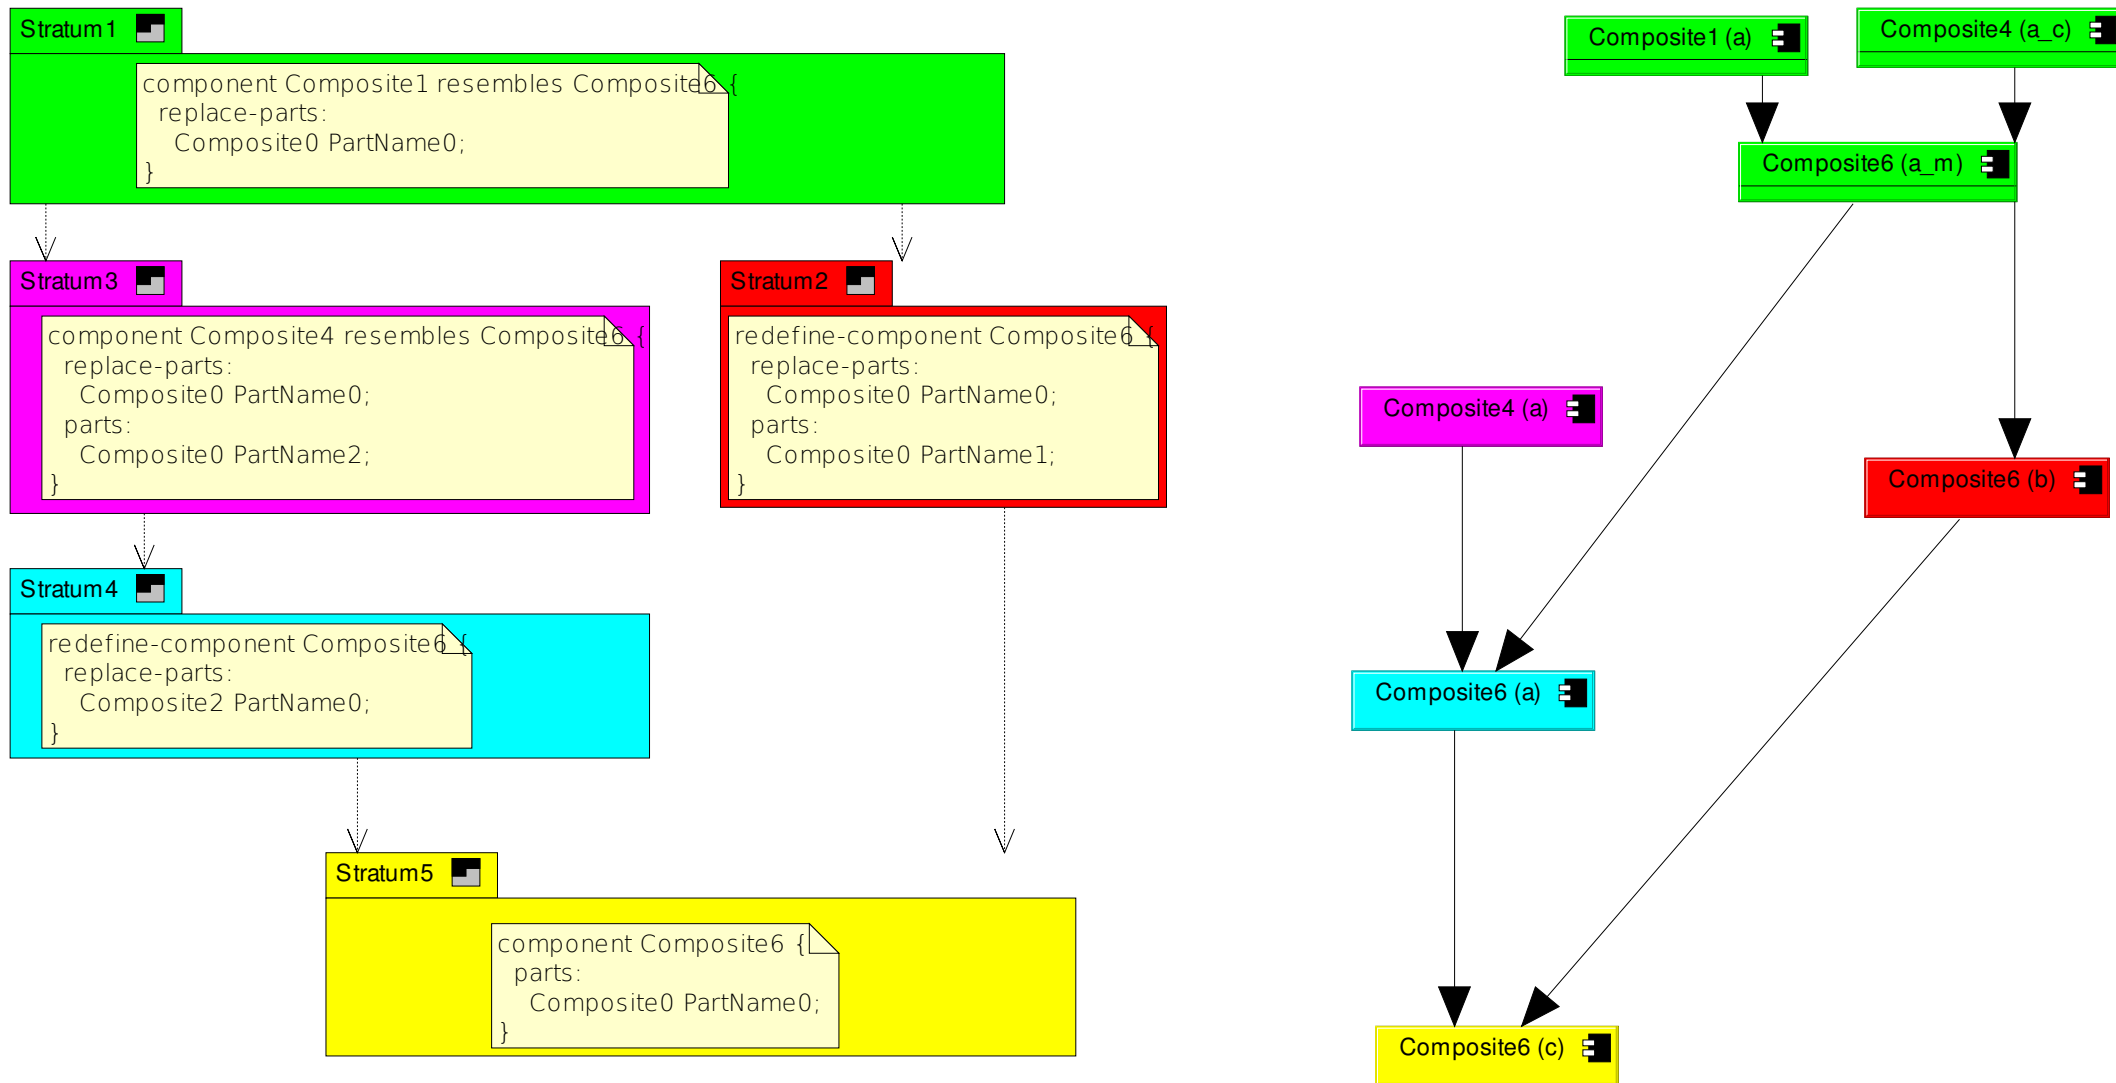 Stratum1
component Composite1 resembles Composite6 {
replace-parts:
Composite0 PartName0;
}
Stratum3
component Composite4 resembles Composite6 {
replace-parts:
Composite0 PartName0;
parts:
Composite0 PartName2;
}
Stratum2
redefine-component Composite6 {
replace-parts:
Composite0 PartName0;
parts:
Composite0 PartName1;
}
Stratum4
redefine-component Composite6 {
replace-parts:
Composite2 PartName0;
}
Stratum5
component Composite6 {
parts:
Composite0 PartName0;
}
Composite1 (a)
Composite4 (a_c)
Composite6 (a_m)
Composite4 (a)
Composite6 (b)
Composite6 (a)
Composite6 (c)